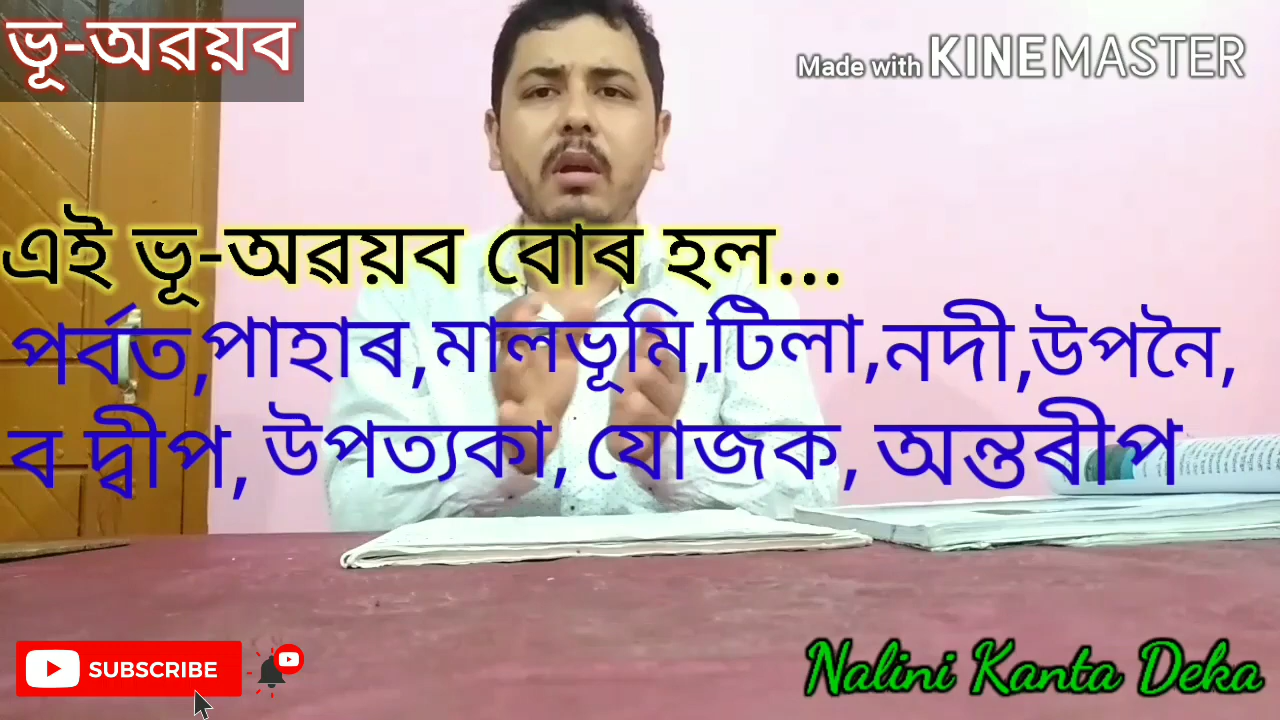 ভূ-অৱয়ব
Made with KINEMASTER
এই ভূ-অৱয়ব বোৰ হল...
পৰ্বত,পাহাৰ,মালভূমি,টিলা,নদী,উপনৈ,
ব দ্বীপ, উপত্যকা, যোজক, অন্তৰীপ
SUBSCRIBE
Nalini Kanta Deka